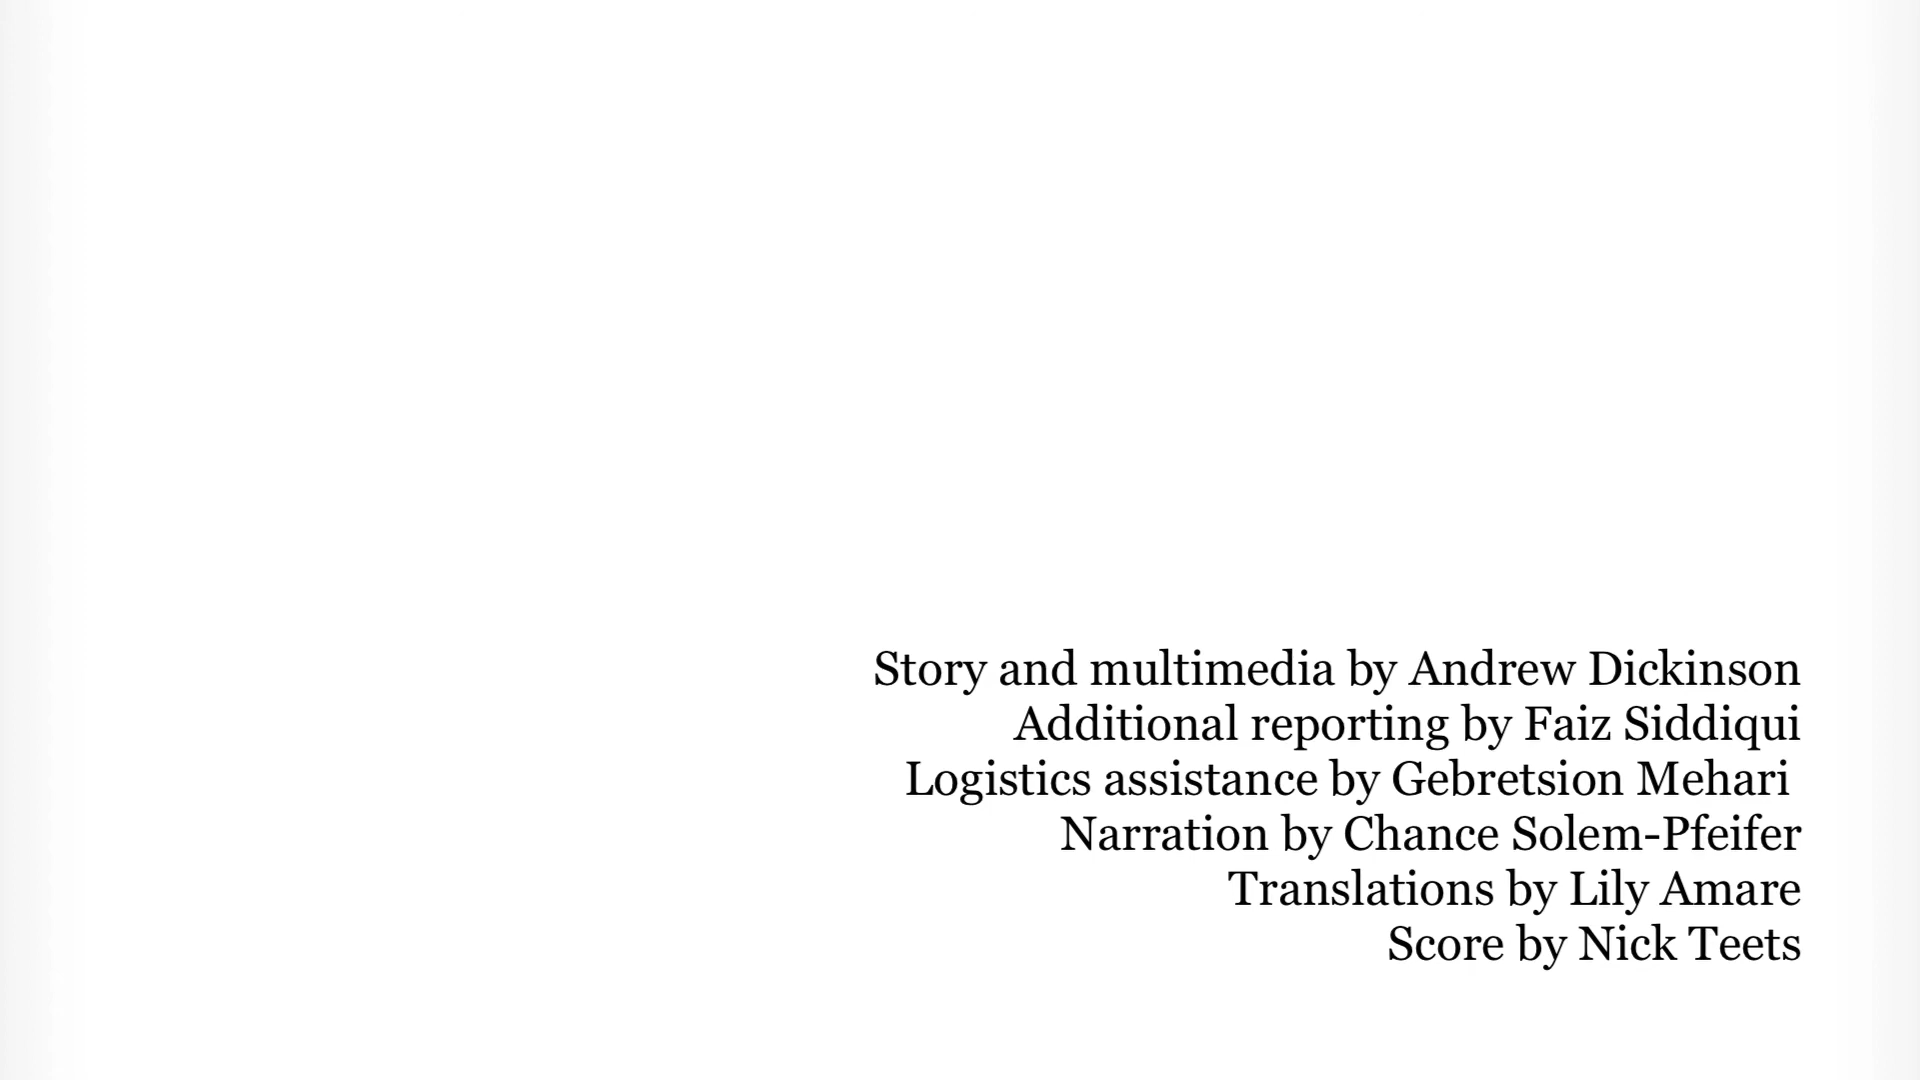 Story and multimedia by Andrew Dickinson
Additional reporting by Faiz Siddiqui
Logistics assistance by Gebretsion Mehari
Narration by Chance Solem-Pfeifer
Translations by Lily Amare
Score by Nick Teets